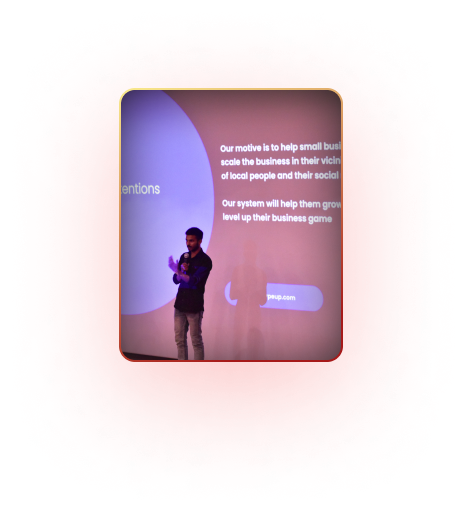 Our motive is to help small busi
scale the business in their vicin
of local people and their social
entions
Our system will help them grow
level up their business game
peup.com